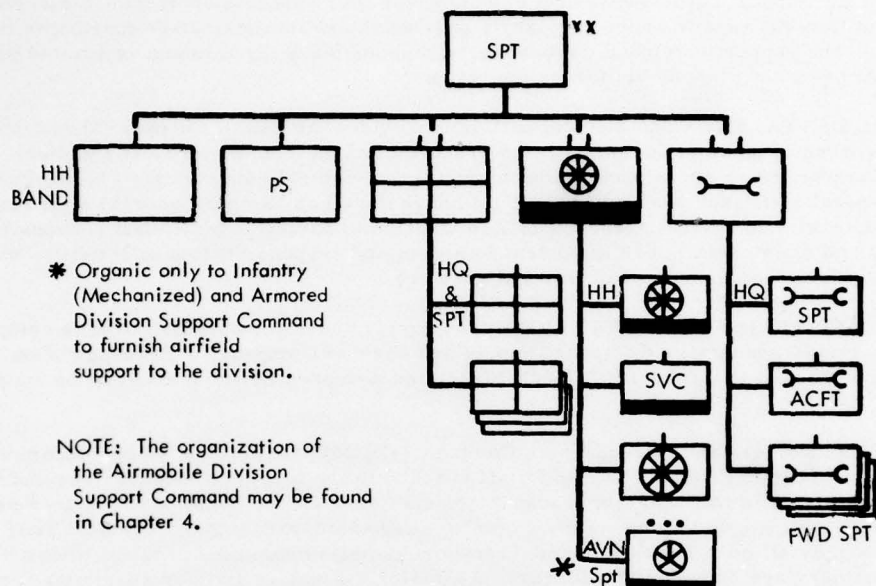 XX
SPT
HH
BAND
PS
* Organic only to Infantry
(Mechanized) and Armored
Division Support Command
to furnish airfield
support to the division.
NOTE: The organization of
the Airmobile Division
Support Command may be found
in Chapter 4.
HQ
&
SPT
HH
SVC
* AVN
Spt
HQ
SPT
ACFT
FWD SPT